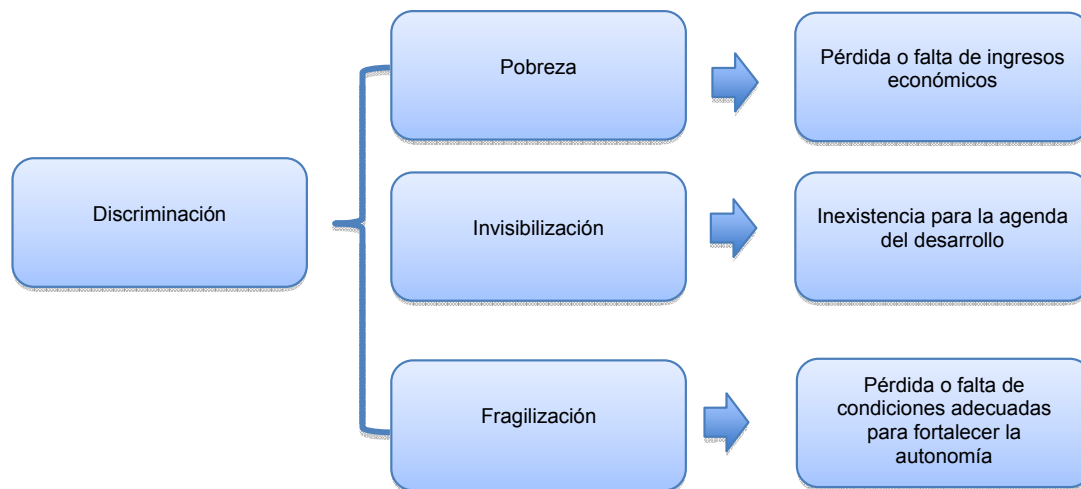 Discriminación
Pobreza
Pérdida o falta de ingresos
económicos
Invisibilización
Inexistencia para la agenda
del desarrollo
Fragilización
Pérdida o falta de
condiciones adecuadas
para fortalecer la
autonomía